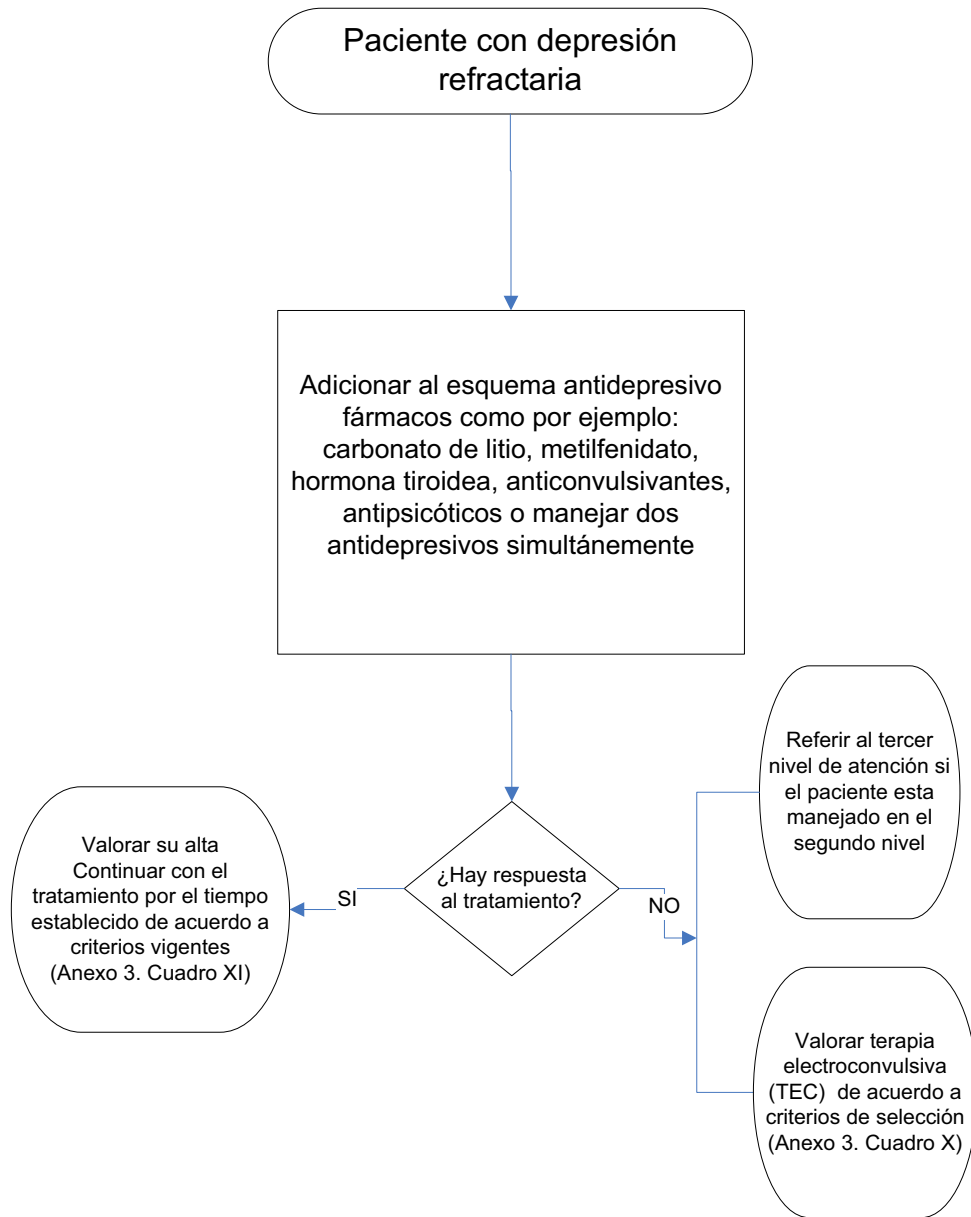 Paciente con depresión
refractaria
Adicionar al esquema antidepresivo
fármacos como por ejemplo:
carbonato de litio, metilfenidato,
hormona tiroidea, anticonvulsivantes,
antipsicóticos o manejar dos
antidepresivos simultánemente
¿Hay respuesta
al tratamiento?
SI
Valorar su alta
Continuar con el
tratamiento por el tiempo
establecido de acuerdo a
criterios vigentes
(Anexo 3. Cuadro XI)
NO
Referir al tercer
nivel de atención si
el paciente esta
manejado en el
segundo nivel
Valorar terapia
electroconvulsiva
(TEC) de acuerdo a
criterios de selección
(Anexo 3. Cuadro X)